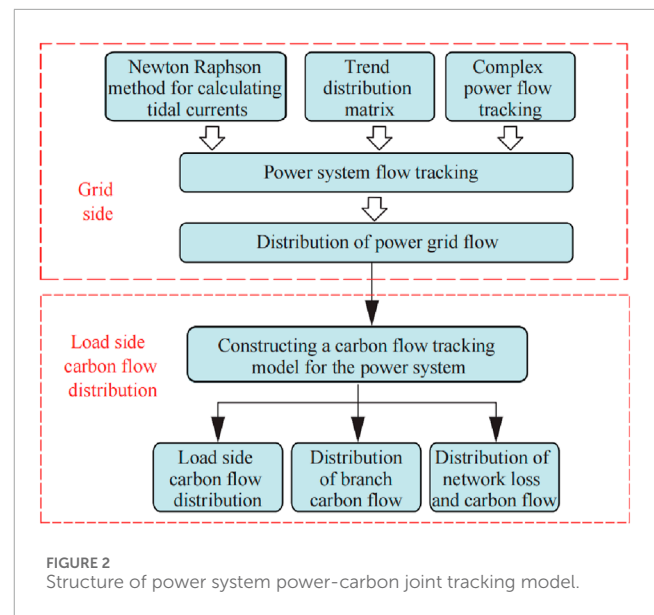 Newton Raphson
method for calculating
tidal currents
Trend
distribution
matrix
Complex
power flow
tracking
Power system flow tracking
Grid
side
Distribution of power grid flow
Load side
carbon flow
distribution
Constructing a carbon flow tracking
model for the power system
Load side
carbon flow
distribution
Distribution
of branch
carbon flow
Distribution of
network loss
and carbon flow
FIGURE 2
Structure of power system power-carbon joint tracking model.